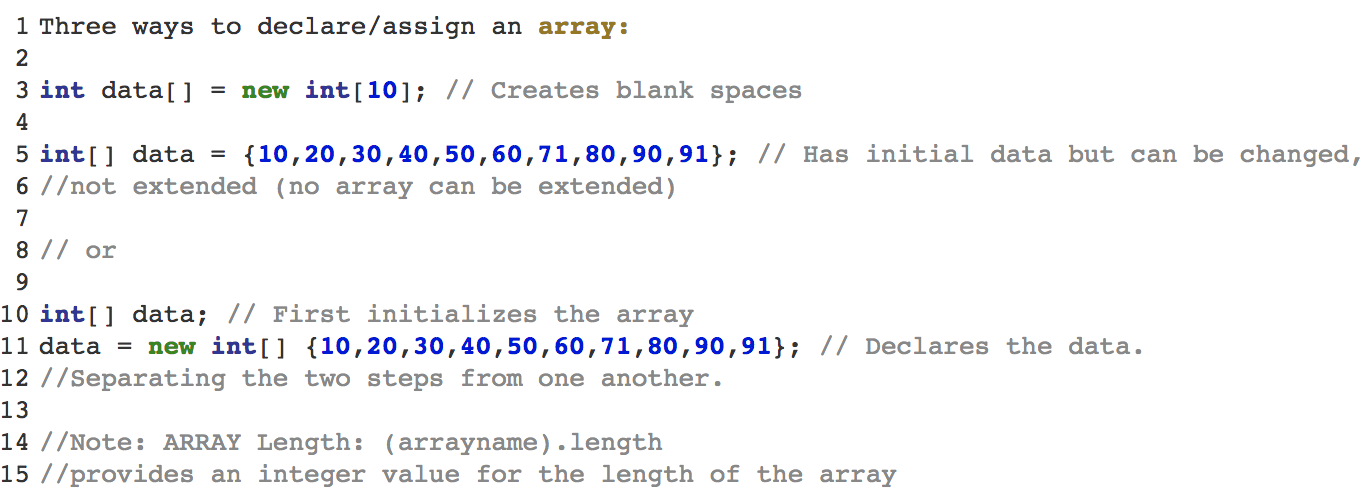 1 Three ways to declare/assign an array:
2
3 int data[] = new int[10]; // Creates blank spaces
4
5 int[] data = {10,20,30,40,50,60,71,80,90,91}; // Has initial data but can be changed,
6 //not extended (no array can be extended)
7
8 // or
9
10 int[] data; // First initializes the array
11 data = new int[] {10,20,30,40,50,60,71,80,90,91}; // Declares the data.
12 //Separating the two steps from one another.
13
14 //Note: ARRAY Length: (arrayname).length
15 //provides an integer value for the length of the array